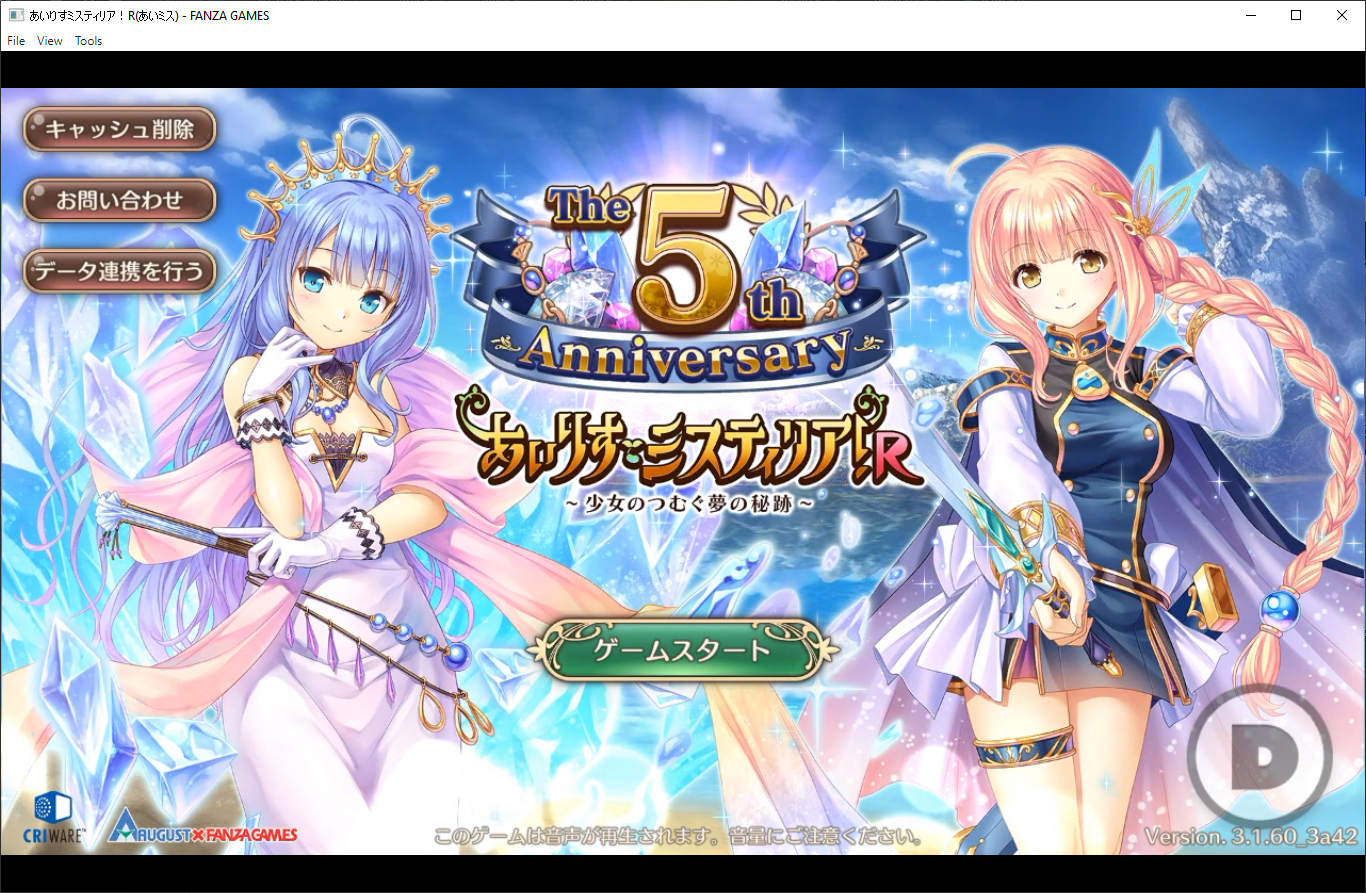 あいりすミスティリア！R(あいミス) - FANZA GAMES
File View Tools
キャッシュ削除
お問い合わせ
データ連携を行う
The 5th
Anniversary
あいりすミスティリア！R
～少女のつむぐ夢の秘跡～
ゲームスタート
D
CRIWARE™
AUGUST×FANZAGAMES
このゲームは音声が再生されます。音量にご注意ください。
Version. 3.1.60_3a42